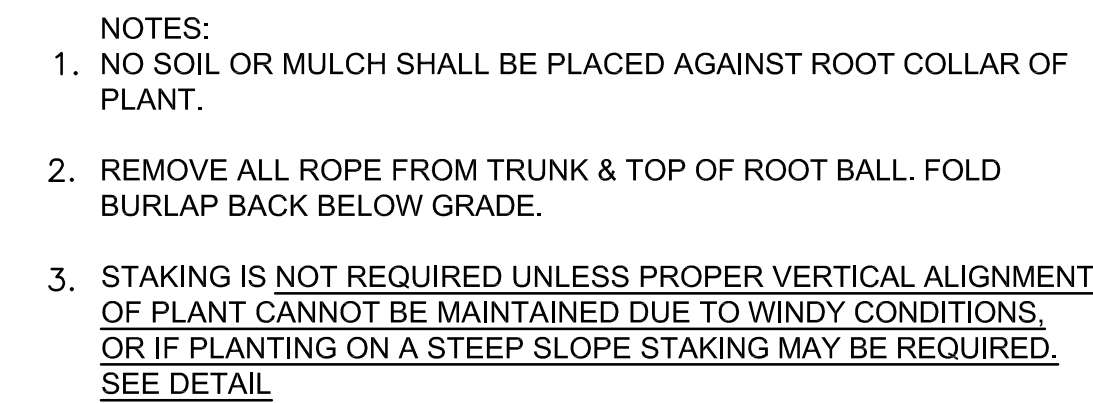 NOTES:
1. NO SOIL OR MULCH SHALL BE PLACED AGAINST ROOT COLLAR OF
PLANT.
2. REMOVE ALL ROPE FROM TRUNK & TOP OF ROOT BALL. FOLD
BURLAP BACK BELOW GRADE.
3. STAKING IS NOT REQUIRED UNLESS PROPER VERTICAL ALIGNMENT
OF PLANT CANNOT BE MAINTAINED DUE TO WINDY CONDITIONS,
OR IF PLANTING ON A STEEP SLOPE STAKING MAY BE REQUIRED.
SEE DETAIL